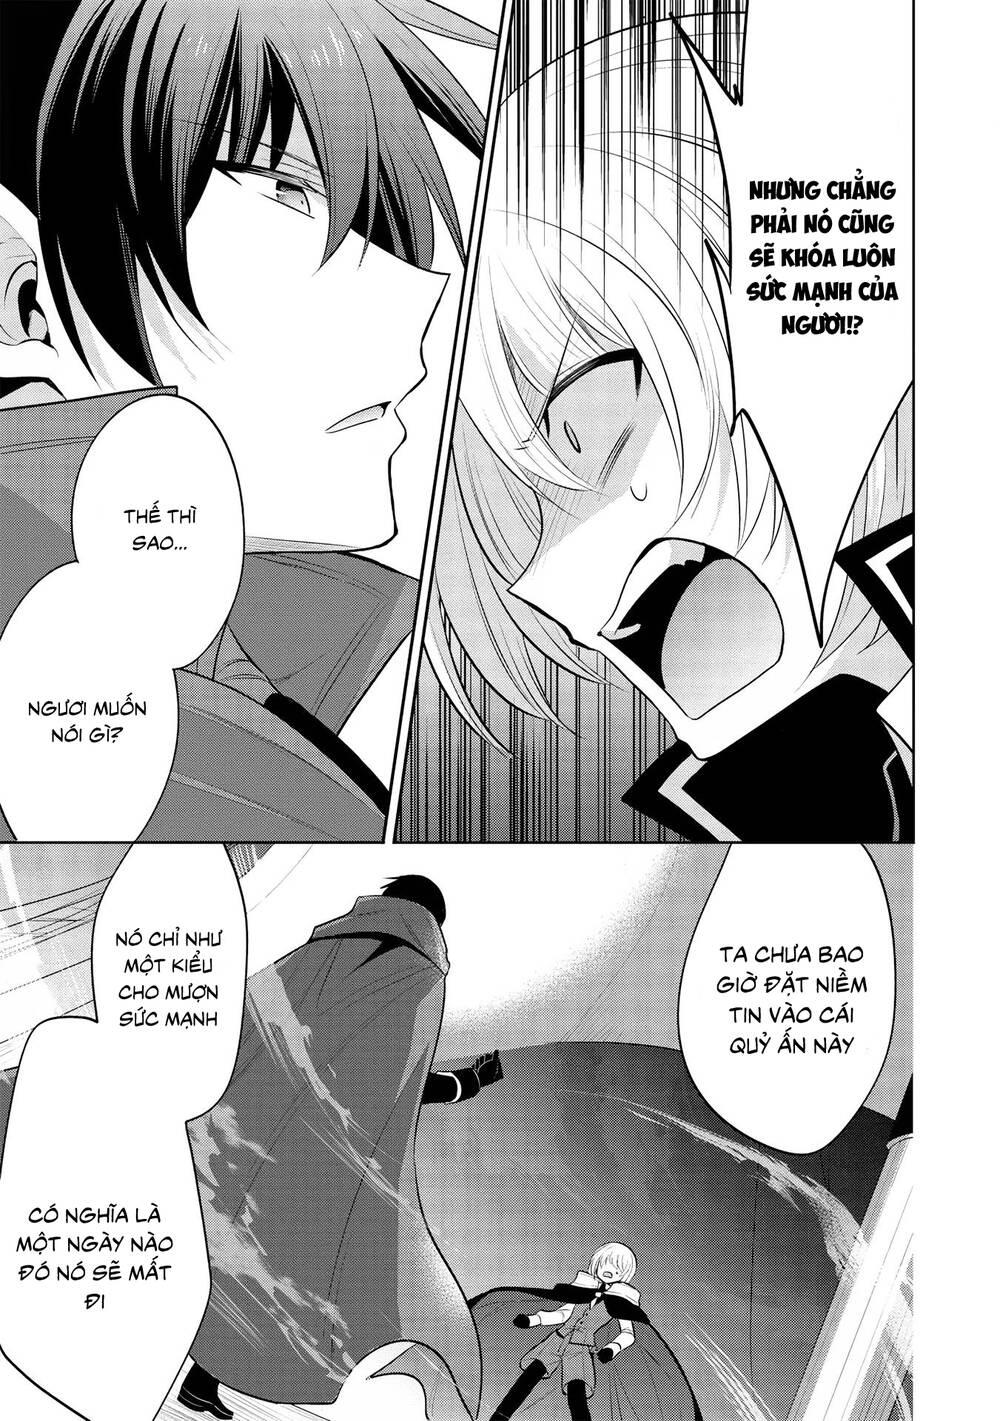 NHƯNG CHẲNG
PHẢI NÓ CŨNG
SẼ KHÓA LUÔN
SỨC MẠNH CỦA
NGƯƠI!?
THẾ THÌ
SAO...
NGƯƠI MUỐN
NÓI GÌ?
TA CHƯA BAO
GIỜ ĐẶT NIỀM
TIN VÀO CÁI
QUỶ ẤN NÀY
NÓ CHỈ NHƯ
MỘT KIỂU
CHO MƯỢN
SỨC MẠNH
CÓ NGHĨA LÀ
MỘT NGÀY NÀO
ĐÓ NÓ SẼ MẤT
ĐI